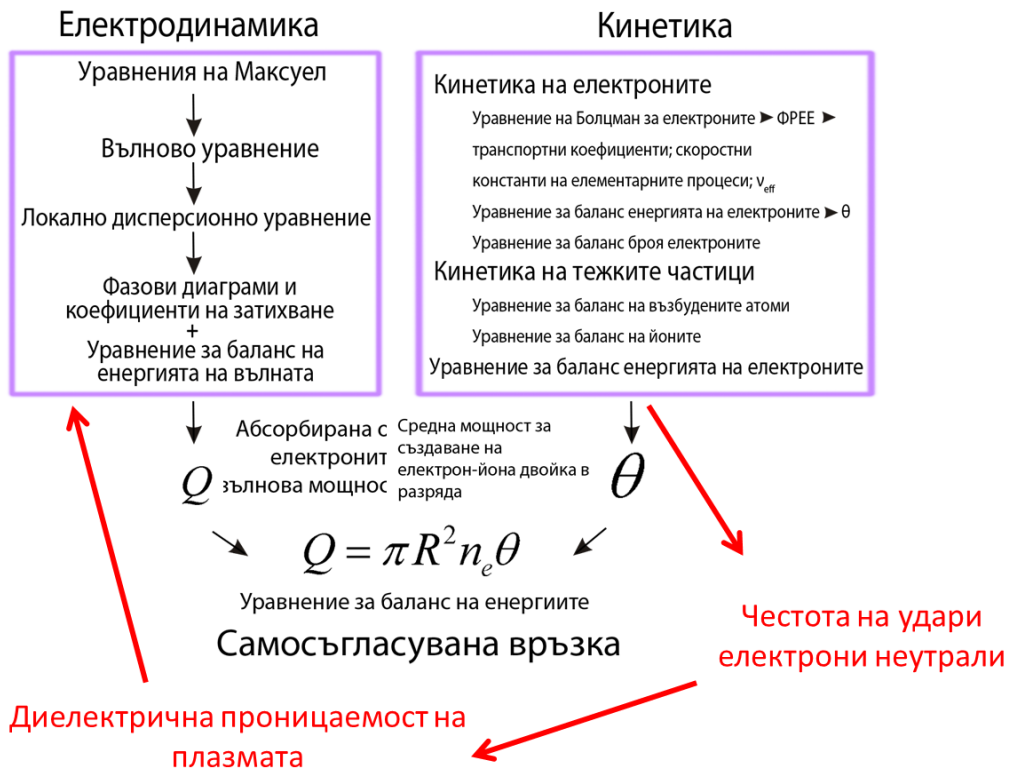 Електродинамика
Уравнения на Максуел
Вълново уравнение
Локално дисперсионно уравнение
Фазови диаграми и
коефициенти на затихване
+
Уравнение за баланс на
енергията на вълната
Кинетика
Кинетика на електроните
Уравнение на Болцман за електроните ➤ ФРЕЕ ➤
транспортни коефициенти; скоростни
константи на елементарните процеси; ν_eff
Уравнение за баланс енергията на електроните ➤ θ
Уравнение за баланс броя електроните
Кинетика на тежките частици
Уравнение за баланс на възбудените атоми
Уравнение за баланс на йоните
Уравнение за баланс енергията на електроните
Абсорбирана
електронит
вълнова мощнос
Q
Средна мощност за
създаване на
електрон-йона двойка в
разряда
θ
Q = πR²nₑθ
Уравнение за баланс на енергиите
Самосъгласувана връзка
Честота на удари
електрони неутрали
Диелектрична проницаемост на
плазмата